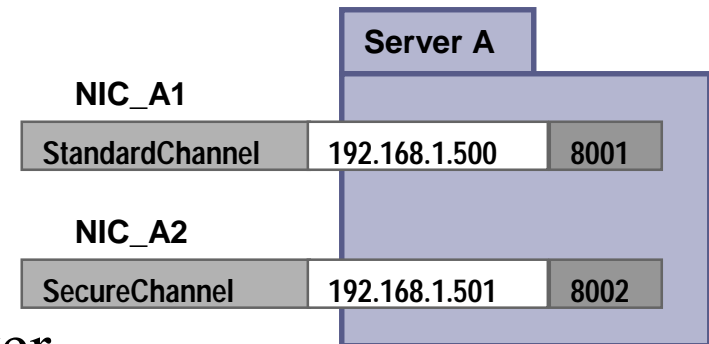 Server A
NIC_A1
StandardChannel 192.168.1.500 8001
NIC_A2
SecureChannel 192.168.1.501 8002